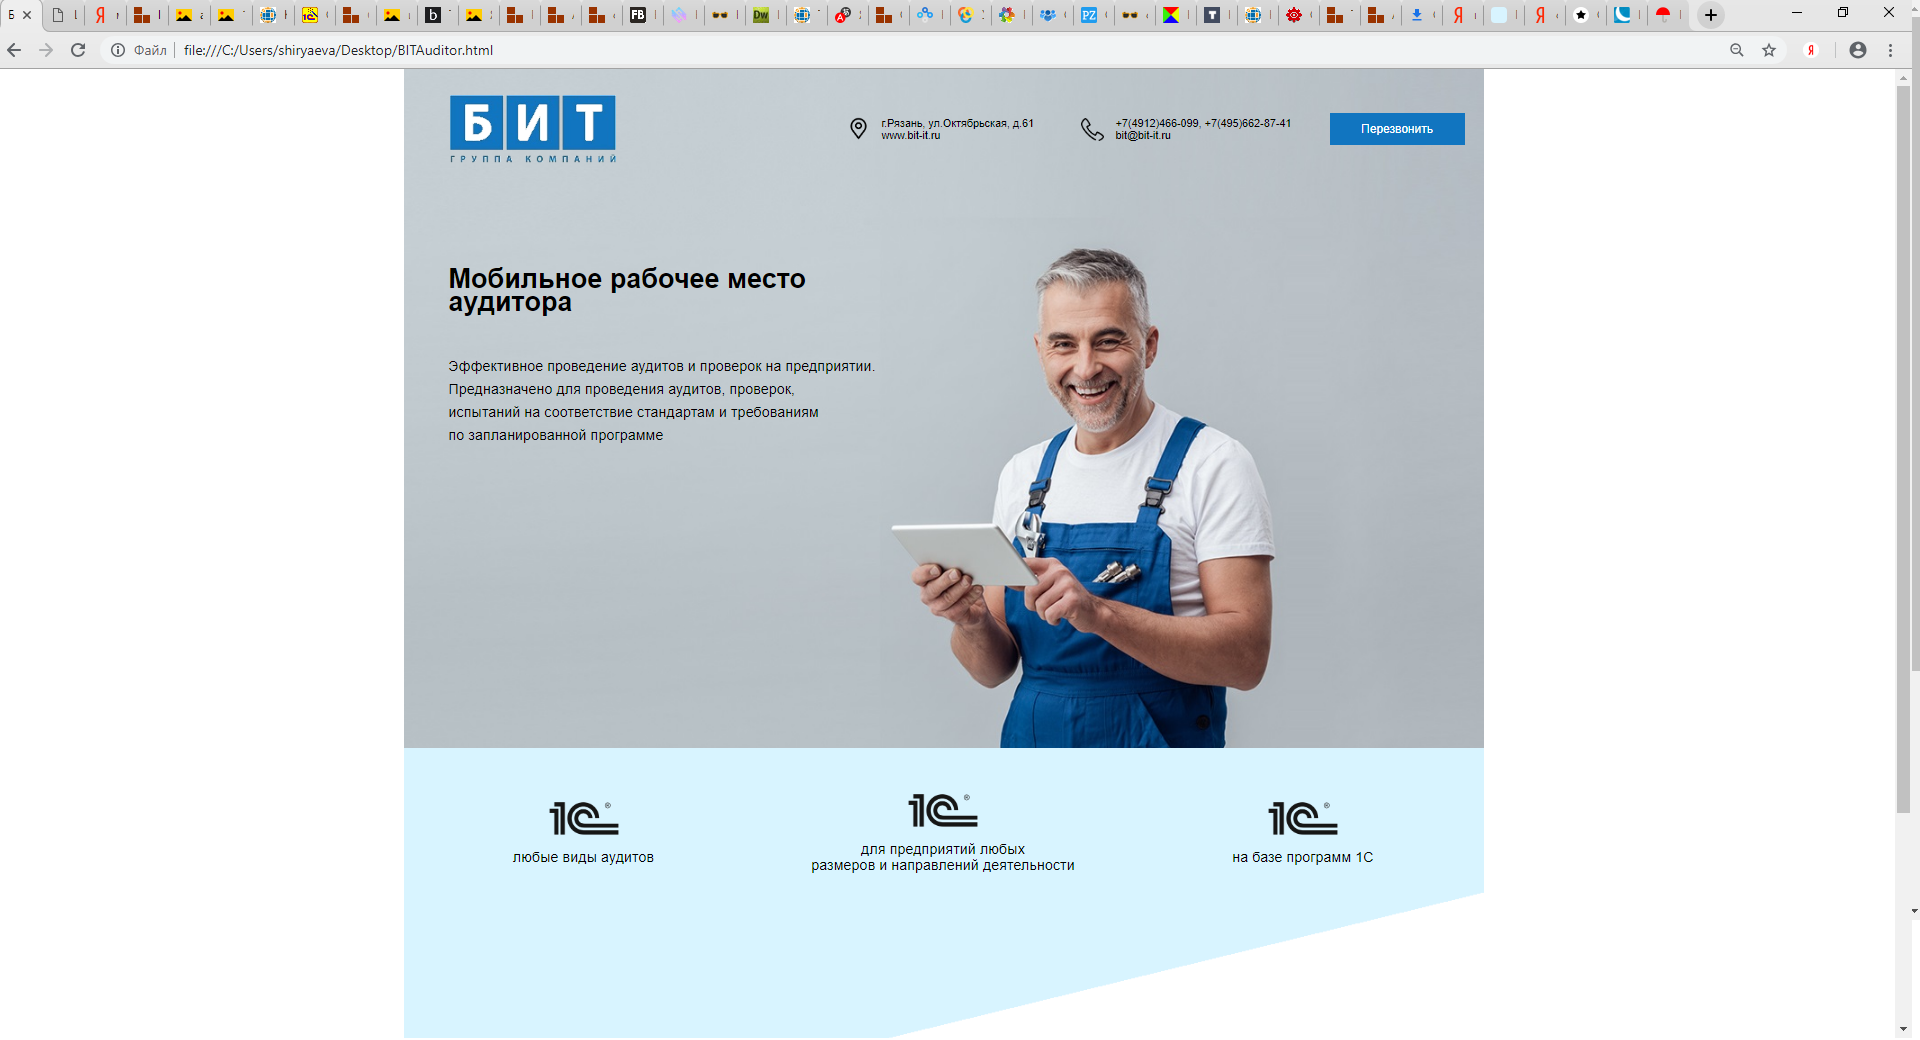 Файл
file:///C:/Users/shiryaeva/Desktop/BITAuditor.html
БИТ
ГРУППА КОМПАНИЙ
г.Рязань, ул.Октябрьская, д.61
www.bit-it.ru
+7(4912)466-099, +7(495)662-87-41
bit@bit-it.ru
Перезвонить
Мобильное рабочее место
аудитора
Эффективное проведение аудитов и проверок на предприятии.
Предназначено для проведения аудитов, проверок,
испытаний на соответствие стандартам и требованиям
по запланированной программе
1С®
любые виды аудитов
1С®
для предприятий любых
размеров и направлений деятельности
1С®
на базе программ 1С